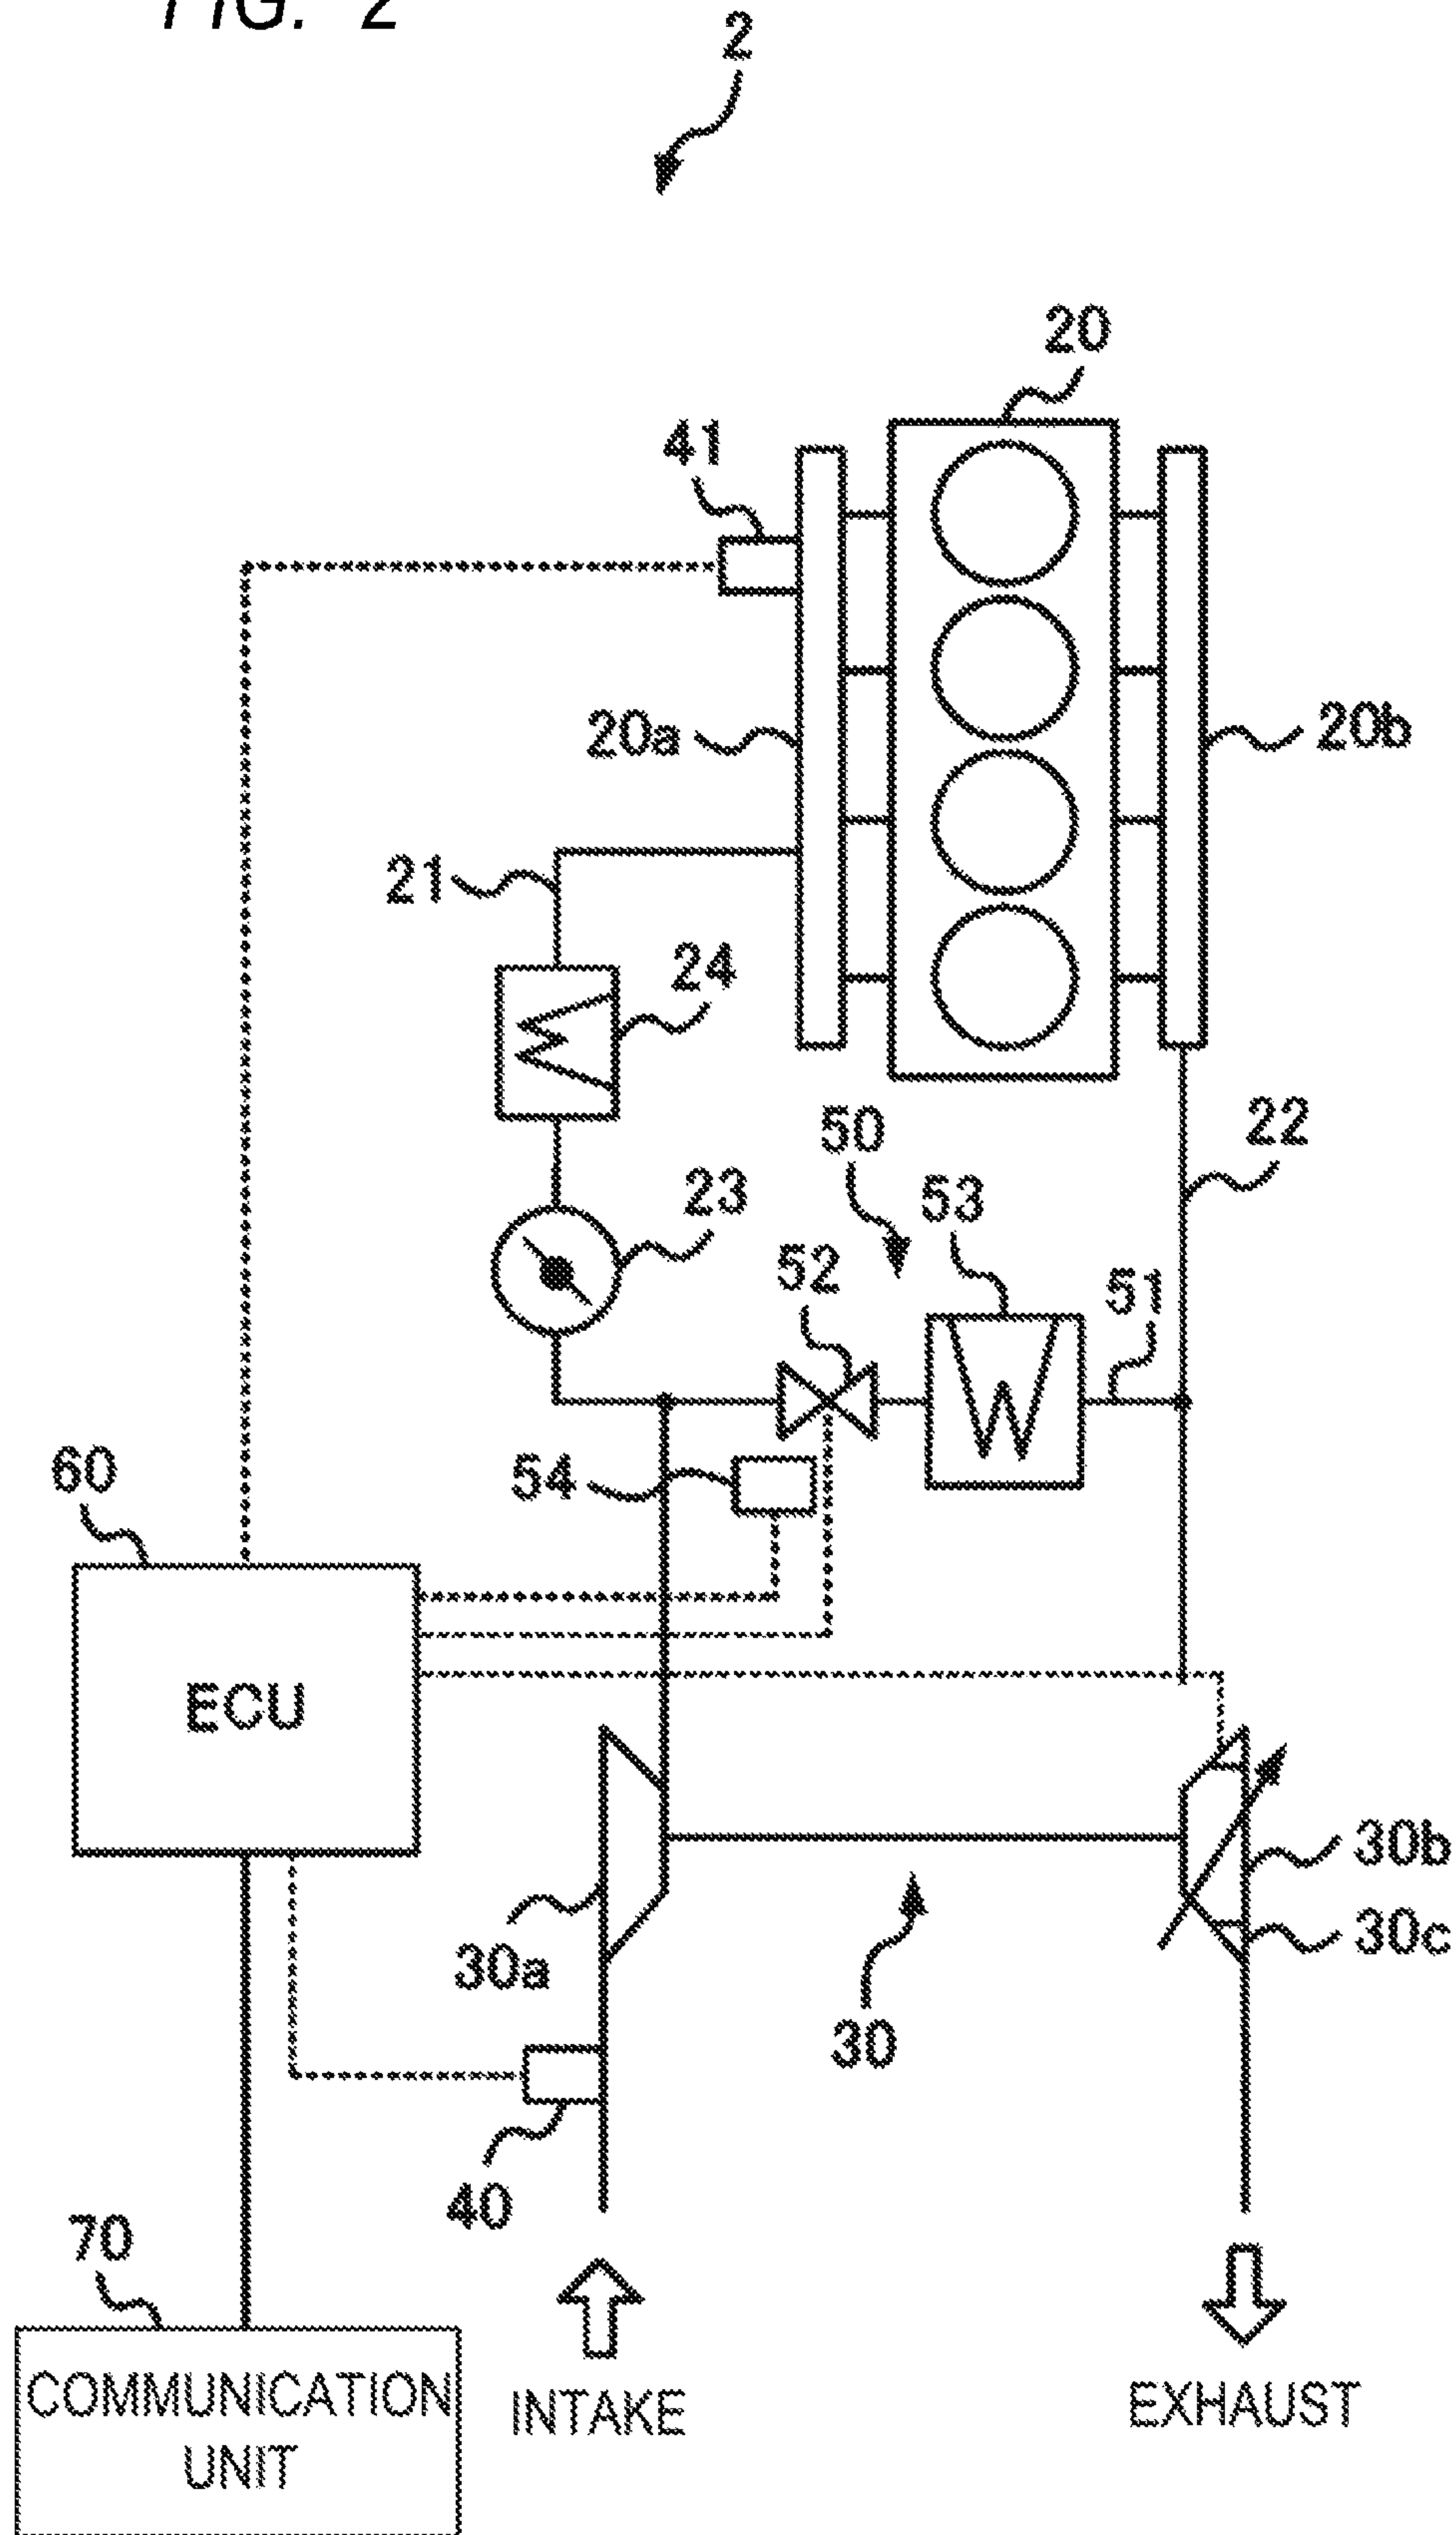 FIG. 2
2
20
41
20a
20b
21
24
22
50
23
53
52
51
54
60
ECU
30b
30c
30a
30
40
70
COMMUNICATION
UNIT
INTAKE
EXHAUST